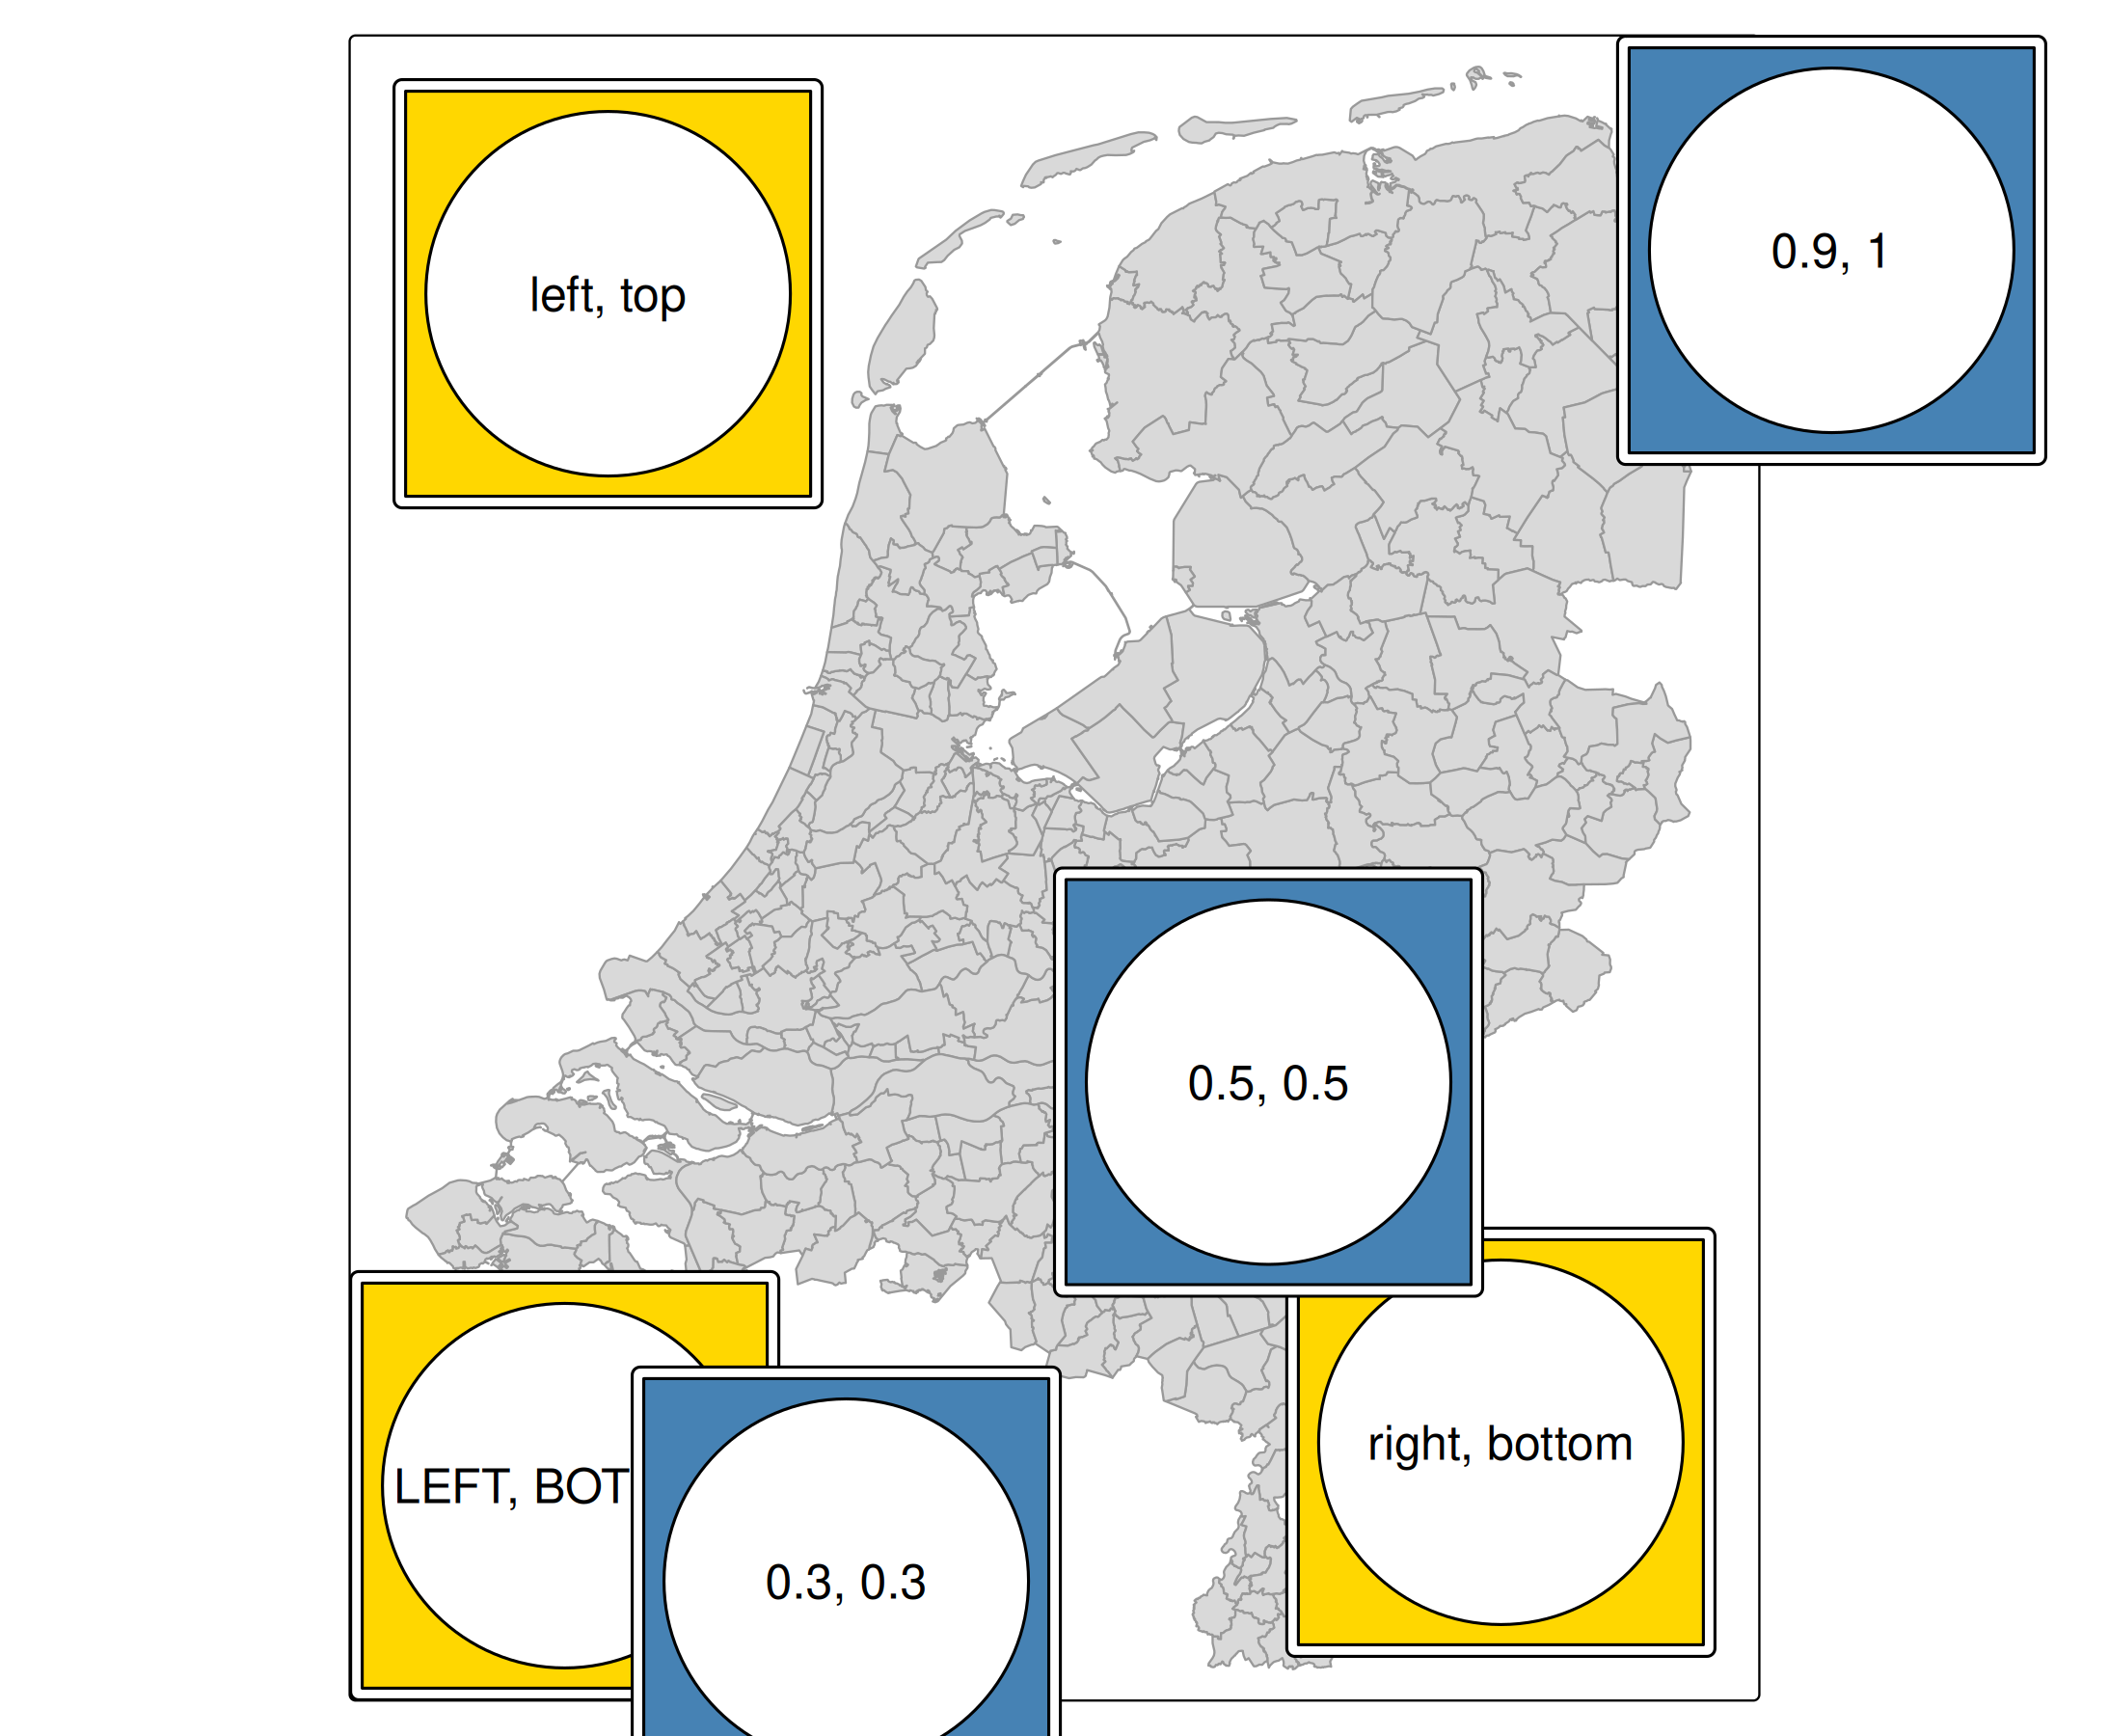 left, top
0.9, 1
0.5, 0.5
right, bottom
LEFT, BOT
0.3, 0.3